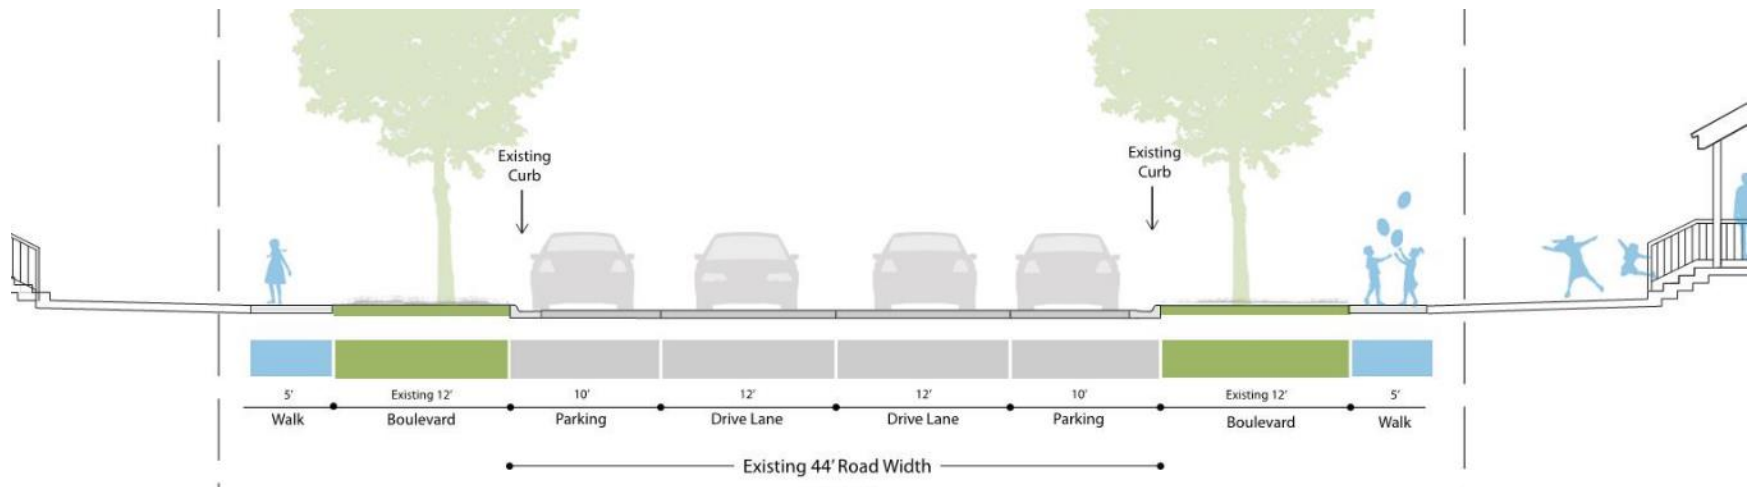 Existing
Curb
Existing
Curb
5’ Existing 12’ 10’ 12’ 12’ 10’ Existing 12’ 5’
Walk Boulevard Parking Drive Lane Drive Lane Parking Boulevard Walk
Existing 44’ Road Width